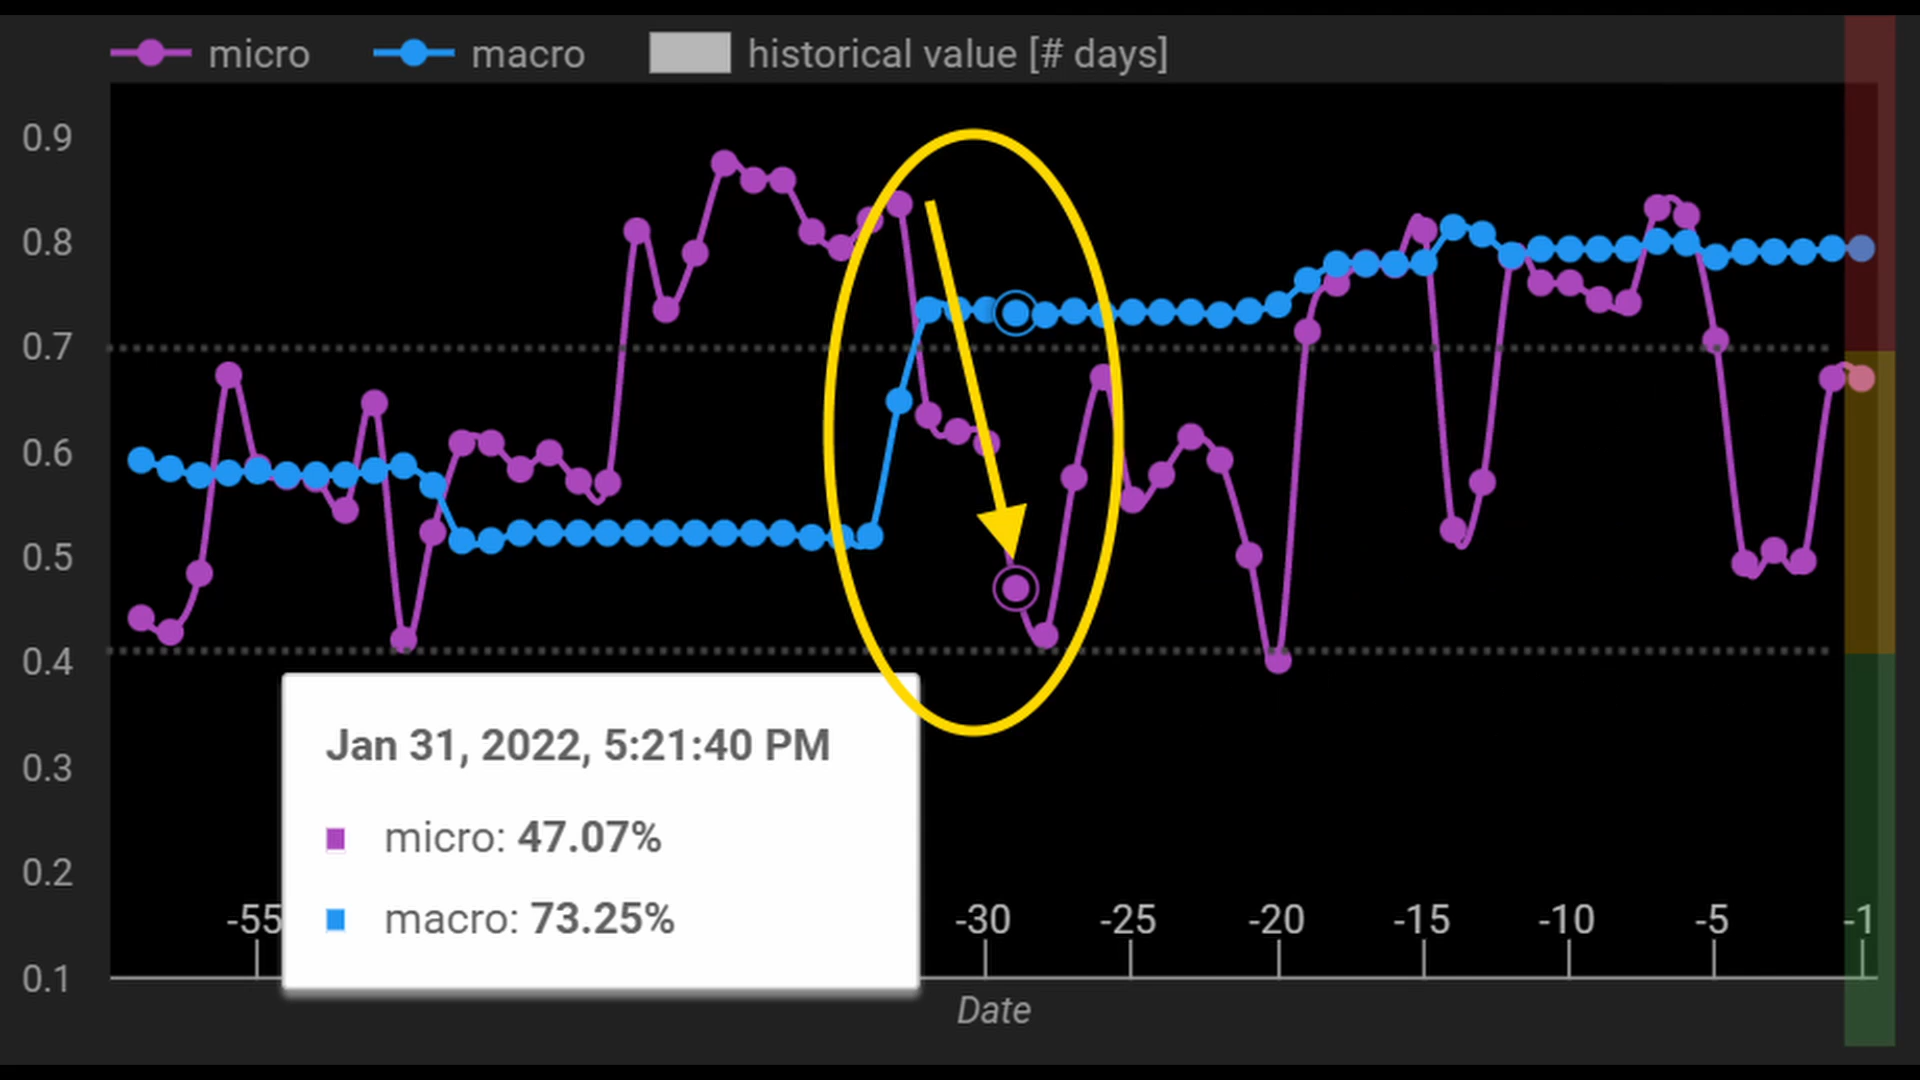 micro macro historical value [# days]
0.9
0.8
0.7
0.6
0.5
0.4
0.3
0.2
0.1
Jan 31, 2022, 5:21:40 PM
micro: 47.07%
macro: 73.25%
-55 -30 -25 -20 -15 -10 -5 -1
Date